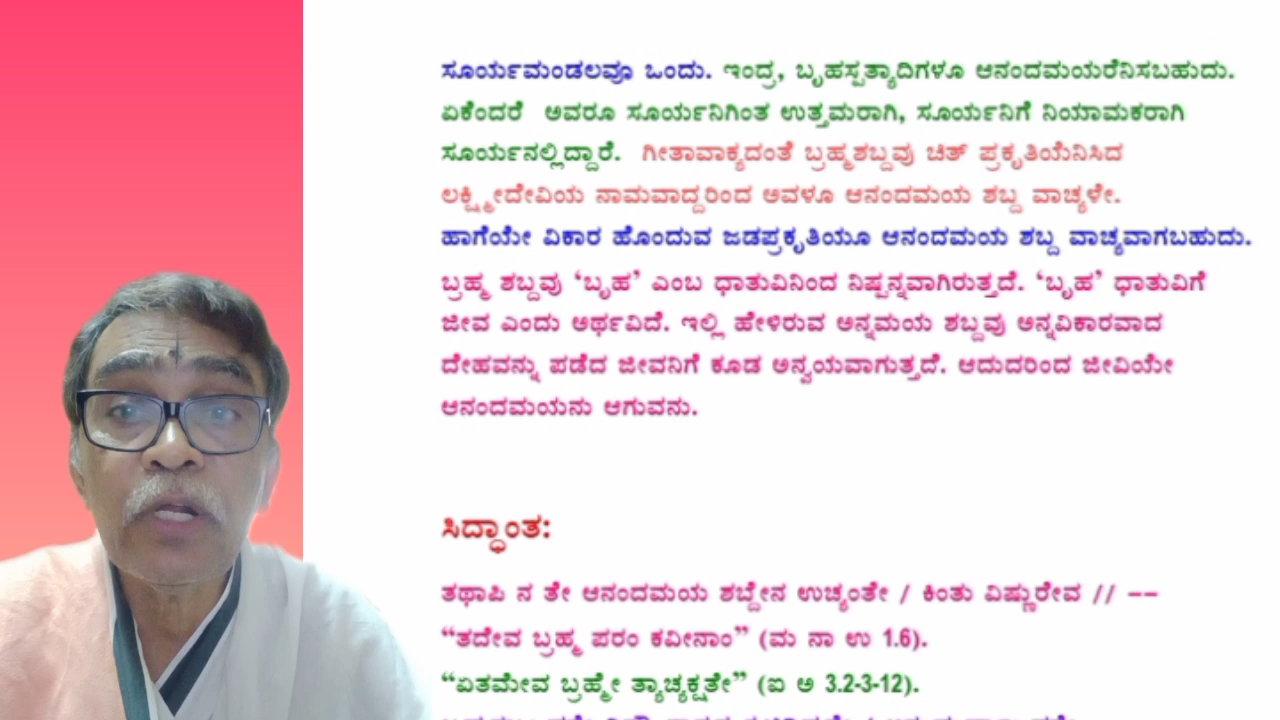 ಸೂರ್ಯಮಂಡಲವೂ ಒಂದು. ಇಂದ್ರ, ಬೃಹಸ್ಪತ್ಯಾದಿಗಳೂ ಆನಂದಮಯರೆನಿಸಬಹುದು.
ಏಕೆಂದರೆ ಅವರೂ ಸೂರ್ಯನಿಗಿಂತ ಉತ್ತಮರಾಗಿ, ಸೂರ್ಯನಿಗೆ ನಿಯಾಮಕರಾಗಿ
ಸೂರ್ಯನಲ್ಲಿದ್ದಾರೆ. ಗೀತಾವಾಕ್ಯದಂತೆ ಬ್ರಹ್ಮಶಬ್ದವು ಚಿತ್ ಪ್ರಕೃತಿಯೆನಿಸಿದ
ಲಕ್ಷ್ಮೀದೇವಿಯ ನಾಮವಾದ್ದರಿಂದ ಅವಳೂ ಆನಂದಮಯ ಶಬ್ದ ವಾಚ್ಯಳೇ.
ಹಾಗೆಯೇ ವಿಕಾರ ಹೊಂದುವ ಜಡಪ್ರಕೃತಿಯೂ ಆನಂದಮಯ ಶಬ್ದ ವಾಚ್ಯವಾಗಬಹುದು.
ಬ್ರಹ್ಮ ಶಬ್ದವು ‘ಬೃಹ’ ಎಂಬ ಧಾತುವಿನಿಂದ ನಿಷ್ಪನ್ನವಾಗಿರುತ್ತದೆ. ‘ಬೃಹ’ ಧಾತುವಿಗೆ
ಜೀವ ಎಂದು ಅರ್ಥವಿದೆ. ಇಲ್ಲಿ ಹೇಳಿರುವ ಅನ್ನಮಯ ಶಬ್ದವು ಅನ್ನವಿಕಾರವಾದ
ದೇಹವನ್ನು ಪಡೆದ ಜೀವನಿಗೆ ಕೂಡ ಅನ್ವಯವಾಗುತ್ತದೆ. ಆದುದರಿಂದ ಜೀವಿಯೇ
ಆನಂದಮಯನು ಆಗುವನು.
ಸಿದ್ಧಾಂತ:
ತಥಾಪಿ ನ ತೇ ಆನಂದಮಯ ಶಬ್ದೇನ ಉಚ್ಯಂತೇ / ಕಿಂತು ವಿಷ್ಣುರೇವ // --
“ತದೇವ ಬ್ರಹ್ಮ ಪರಂ ಕವೀನಾಂ” (ಮ ನಾ ಉ 1.6).
“ಏತಮೇವ ಬ್ರಹ್ಮೇ ತ್ಯಾಚ್ಯಕ್ಷತೇ” (ಐ ಅ 3.2-3-12).